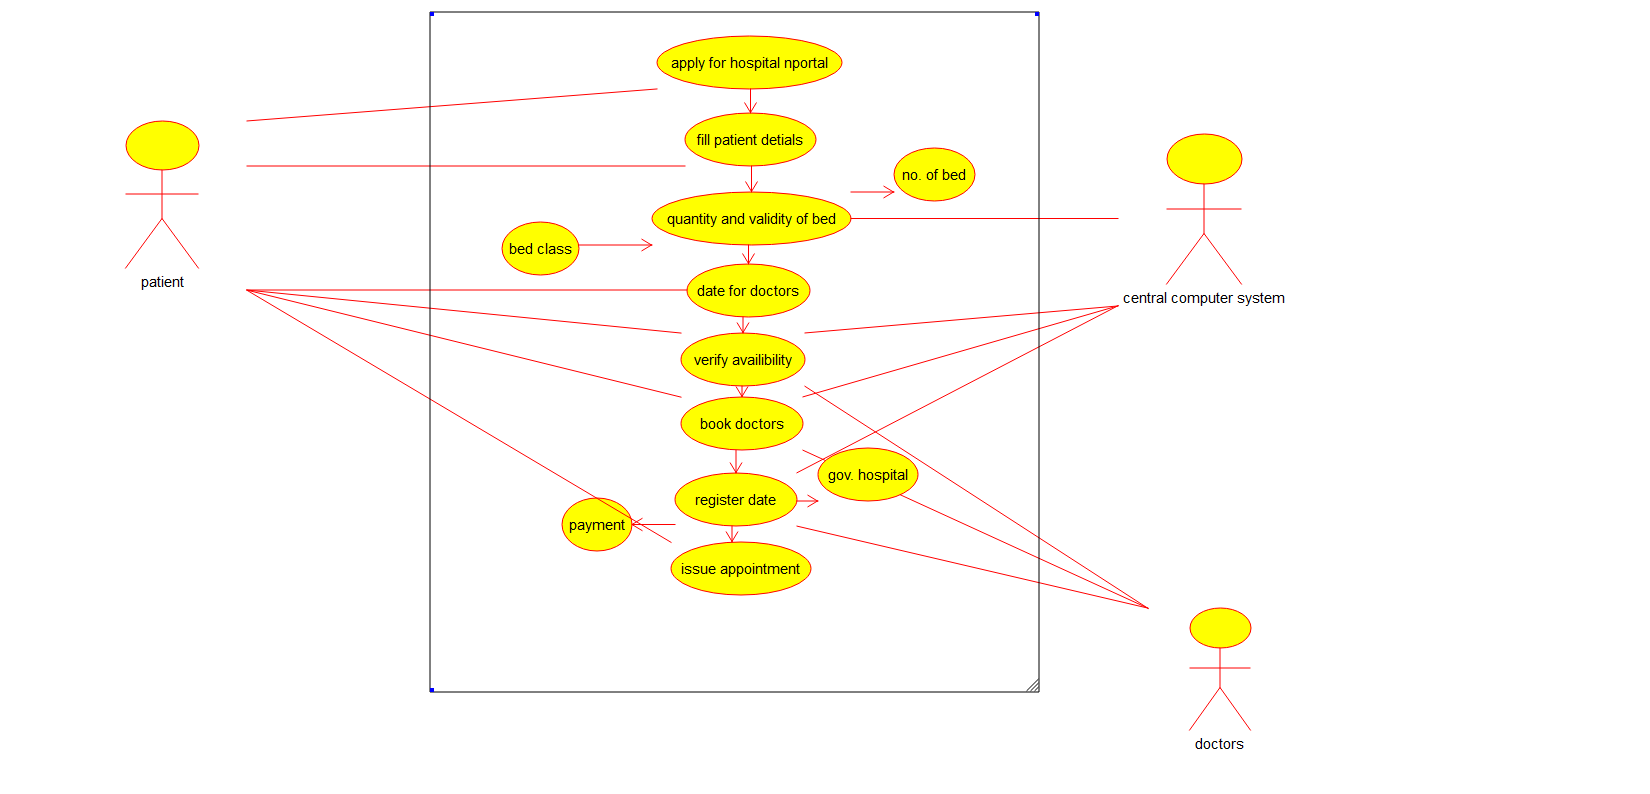 apply for hospital nportal
fill patient detials
no. of bed
quantity and validity of bed
bed class
patient
date for doctors
central computer system
verify availibility
book doctors
gov. hospital
register date
payment
issue appointment
doctors